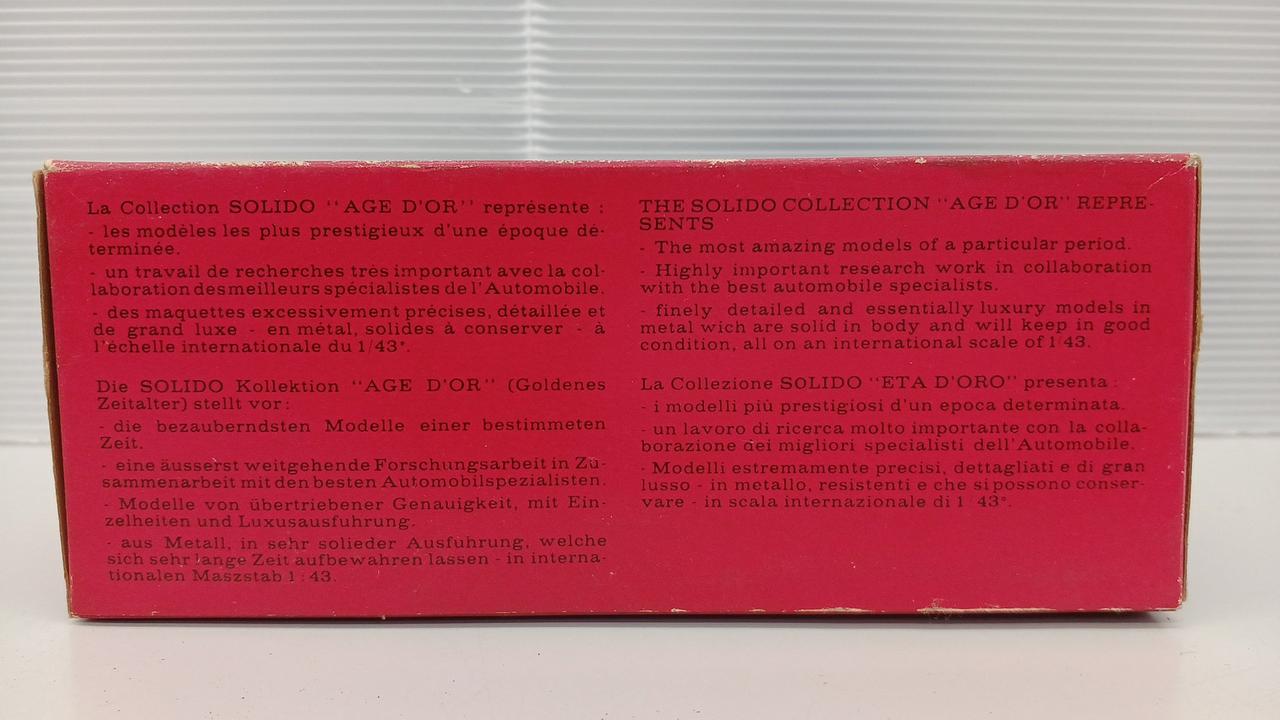 La Collection SOLIDO "AGE D'OR" représente :
- les modèles les plus prestigieux d'une époque dé-
terminée.
- un travail de recherches très important avec la col-
laboration des meilleurs spécialistes de l'Automobile.
- des maquettes excessivement précises, détaillée et
de grand luxe - en métal, solides à conserver - à
l'échelle internationale du 1/43°.
Die SOLIDO Kollektion "AGE D'OR" (Goldenes
Zeitalter) stellt vor:
- die bezauberndsten Modelle einer bestimmeten
Zeit.
- eine äusserst weitgehende Forschungsarbeit in Zu-
sammenarbeit mit den besten Automobilspezialisten.
- Modelle von übertriebener Genauigkeit, mit Ein-
zelheiten und Luxusausfuhrung.
- aus Metall, in sehr solieder Ausfuhrung, welche
sich sehr lange Zeit aufbewahren lassen - in interna-
tionalen Maszstab 1 : 43.
THE SOLIDO COLLECTION "AGE D'OR" REPRE-
SENTS
- The most amazing models of a particular period.
- Highly important research work in collaboration
with the best automobile specialists.
- finely detailed and essentially luxury models in
metal wich are solid in body and will keep in good
condition, all on an international scale of 1/43.
La Collezione SOLIDO "ETA D'ORO" presenta :
- i modelli più prestigiosi d'un epoca determinata.
- un lavoro di ricerca molto importante con la colla-
borazione dei migliori specialisti dell'Automobile.
- Modelli estremamente precisi, dettagliati e di gran
lusso - in metallo, resistenti e che si possono conser-
vare - in scala internazionale di 1 43°.